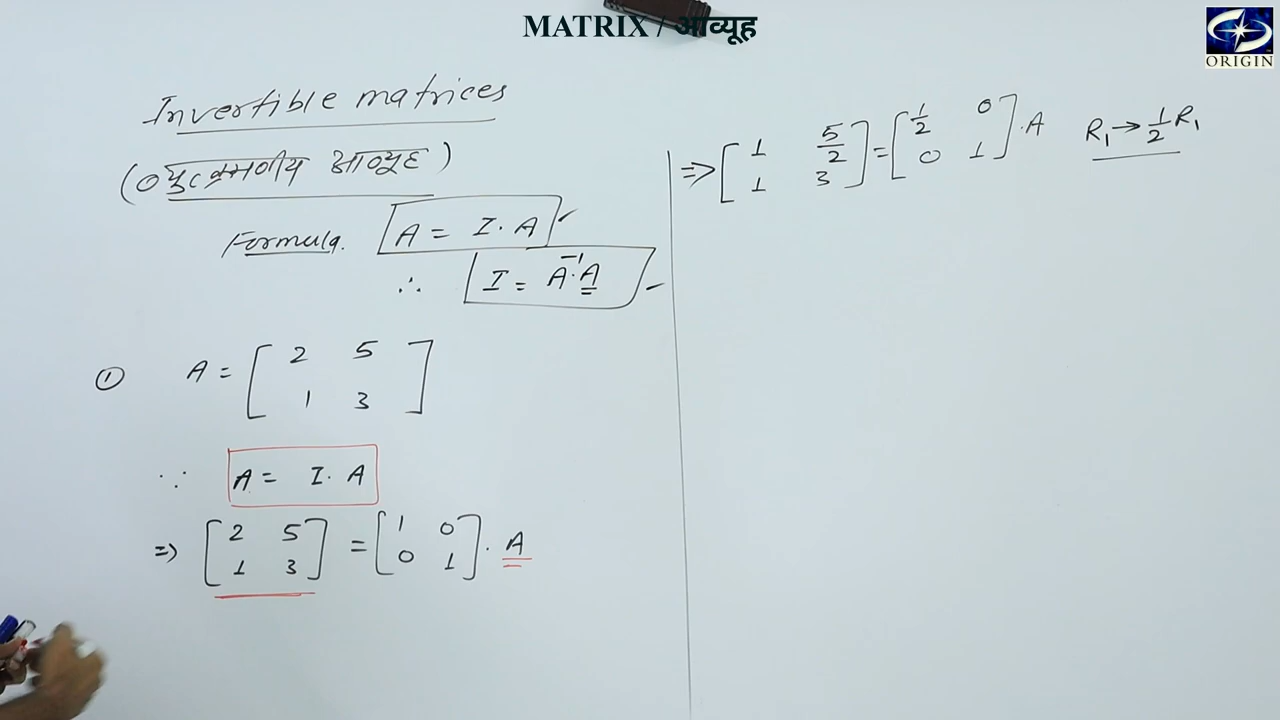 MATRIX / आव्यूह
ORIGIN
Invertible matrices
(व्युत्क्रमणीय आव्यूह)
Formula. A = I . A
∴ I = A⁻¹ . A
① A = [ 2 5
1 3 ]
∵ A = I . A
=> [ 2 5
1 3 ] = [ 1 0
0 1 ] . A
=> [ 1 5/2
1 3 ] = [ 1/2 0
0 1 ] . A R₁ → 1/2 R₁